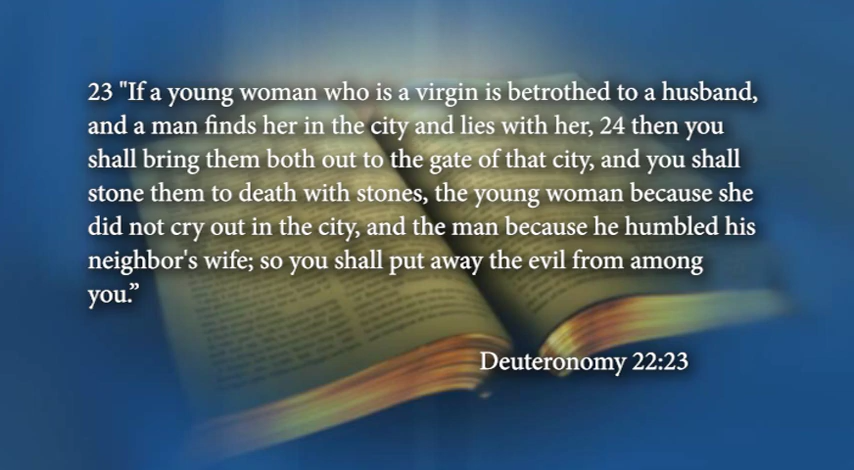 23 "If a young woman who is a virgin is betrothed to a husband,
and a man finds her in the city and lies with her, 24 then you
shall bring them both out to the gate of that city, and you shall
stone them to death with stones, the young woman because she
did not cry out in the city, and the man because he humbled his
neighbor's wife; so you shall put away the evil from among
you.”
Deuteronomy 22:23